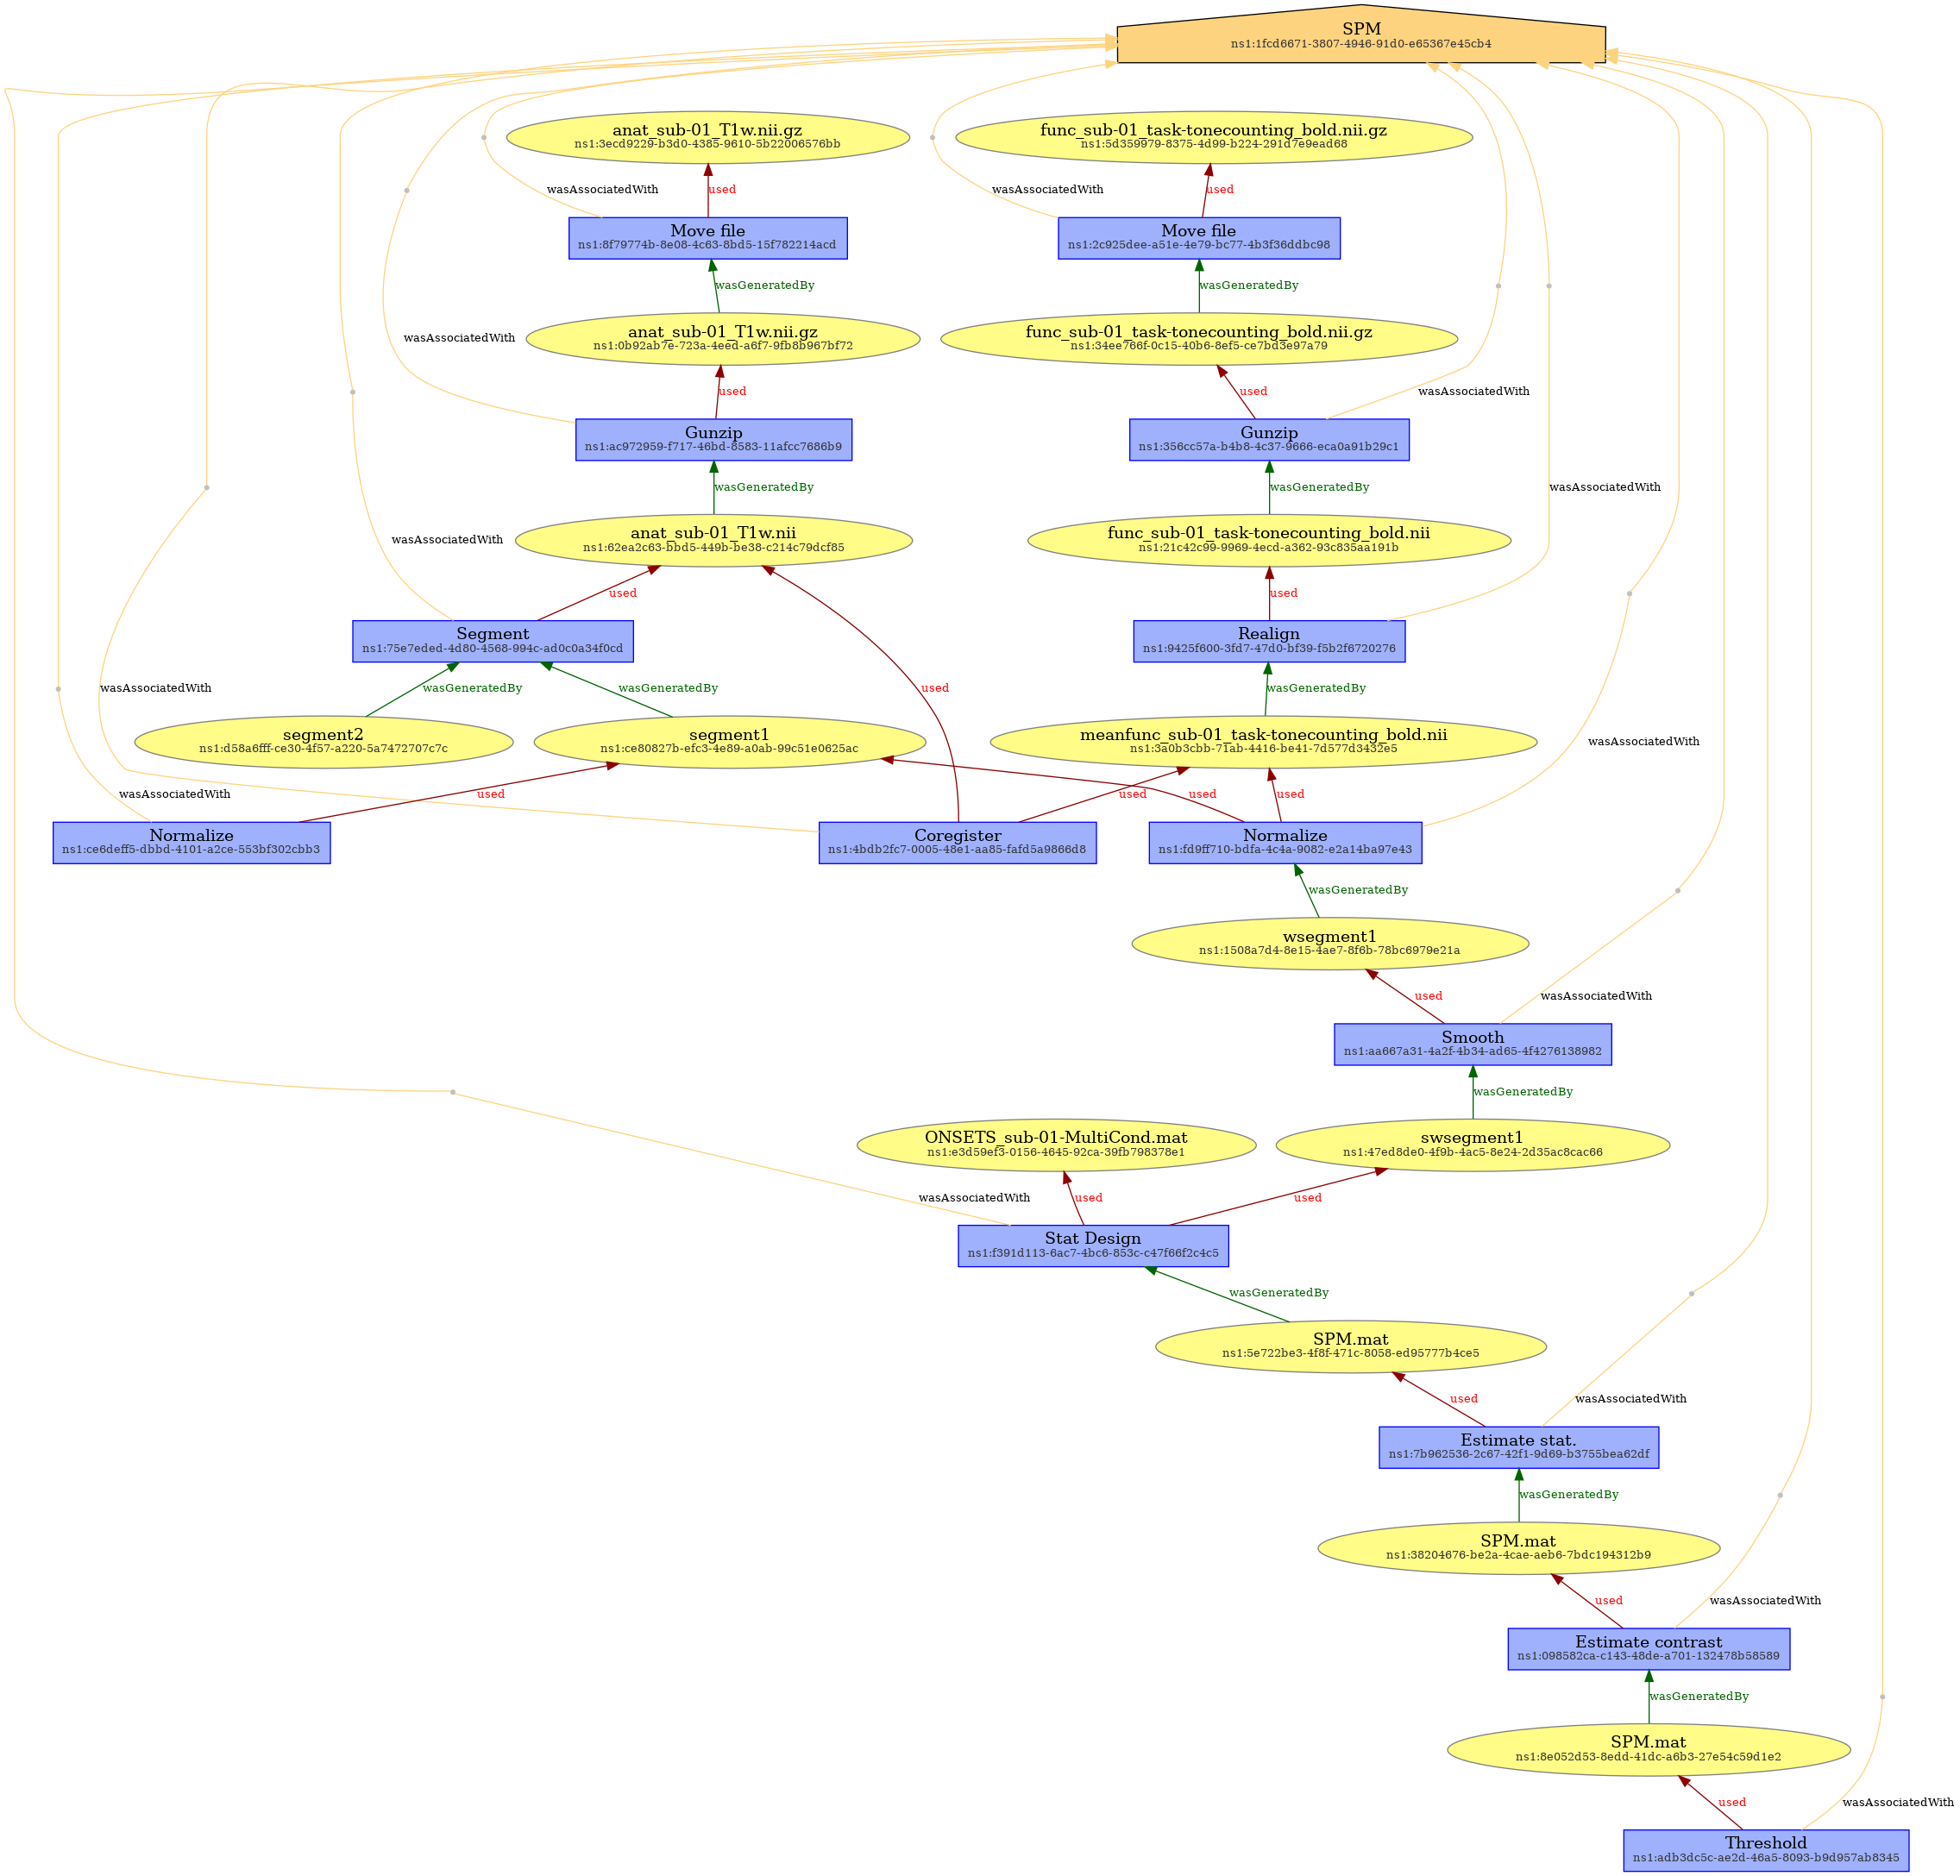 SPM
ns1:1fcd6671-3807-4946-91d0-e65367e45cb4
anat_sub-01_T1w.nii.gz
ns1:3ecd9229-b3d0-4385-9610-5b22006576bb
func_sub-01_task-tonecounting_bold.nii.gz
ns1:5d359979-8375-4d99-b224-291d7e9ead68
wasAssociatedWith
used
wasAssociatedWith
used
Move file
ns1:8f79774b-8e08-4c63-8bd5-15f782214acd
Move file
ns1:2c925dee-a51e-4e79-bc77-4b3f36ddbc98
wasGeneratedBy
wasGeneratedBy
anat_sub-01_T1w.nii.gz
ns1:0b92ab7e-723a-4eed-a6f7-9fb8b967bf72
func_sub-01_task-tonecounting_bold.nii.gz
ns1:34ee766f-0c15-40b6-8ef5-ce7bd3e97a79
wasAssociatedWith
used
used
wasAssociatedWith
Gunzip
ns1:ac972959-f717-46bd-8583-11afcc7686b9
Gunzip
ns1:356cc57a-b4b8-4c37-9666-eca0a91b29c1
wasGeneratedBy
wasGeneratedBy
wasAssociatedWith
anat_sub-01_T1w.nii
ns1:62ea2c63-bbd5-449b-be38-c214c79dcf85
func_sub-01_task-tonecounting_bold.nii
ns1:21c42c99-9969-4ecd-a362-93c835aa191b
wasAssociatedWith
used
used
Segment
ns1:75e7eded-4d80-4568-994c-ad0c0a34f0cd
Realign
ns1:9425f600-3fd7-47d0-bf39-f5b2f6720276
wasAssociatedWith
wasGeneratedBy
wasGeneratedBy
used
wasGeneratedBy
segment2
ns1:d58a6fff-ce30-4f57-a220-5a7472707c7c
segment1
ns1:ce80827b-efc3-4e89-a0ab-99c51e0625ac
meanfunc_sub-01_task-tonecounting_bold.nii
ns1:3a0b3cbb-71ab-4416-be41-7d577d3432e5
wasAssociatedWith
wasAssociatedWith
used
used
used
used
Normalize
ns1:ce6deff5-dbbd-4101-a2ce-553bf302cbb3
Coregister
ns1:4bdb2fc7-0005-48e1-aa85-fafd5a9866d8
Normalize
ns1:fd9ff710-bdfa-4c4a-9082-e2a14ba97e43
wasGeneratedBy
wsegment1
ns1:1508a7d4-8e15-4ae7-8f6b-78bc6979e21a
used
wasAssociatedWith
Smooth
ns1:aa667a31-4a2f-4b34-ad65-4f4276138982
wasGeneratedBy
ONSETS_sub-01-MultiCond.mat
ns1:e3d59ef3-0156-4645-92ca-39fb798378e1
swsegment1
ns1:47ed8de0-4f9b-4ac5-8e24-2d35ac8cac66
wasAssociatedWith
used
used
Stat Design
ns1:f391d113-6ac7-4bc6-853c-c47f66f2c4c5
wasGeneratedBy
SPM.mat
ns1:5e722be3-4f8f-471c-8058-ed95777b4ce5
used
wasAssociatedWith
Estimate stat.
ns1:7b962536-2c67-42f1-9d69-b3755bea62df
wasGeneratedBy
SPM.mat
ns1:38204676-be2a-4cae-aeb6-7bdc194312b9
used
wasAssociatedWith
Estimate contrast
ns1:098582ca-c143-48de-a701-132478b58589
wasGeneratedBy
SPM.mat
ns1:8e052d53-8edd-41dc-a6b3-27e54c59d1e2
used
wasAssociatedWith
Threshold
ns1:adb3dc5c-ae2d-46a5-8093-b9d957ab8345